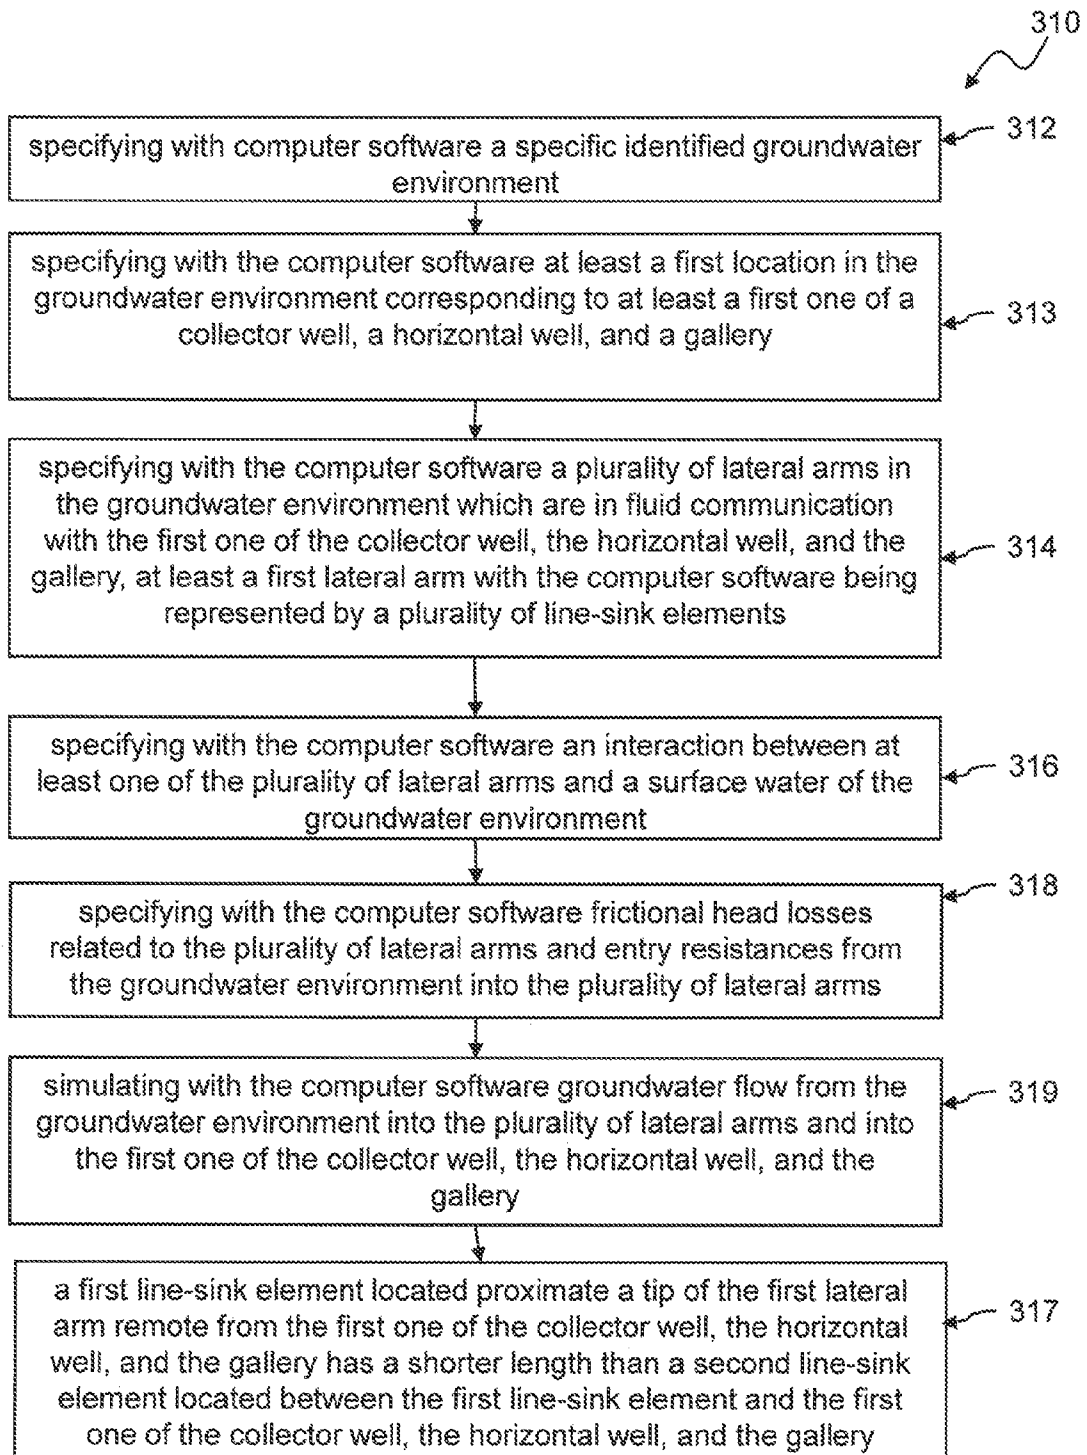 310
specifying with computer software a specific identified groundwater
environment
312
specifying with the computer software at least a first location in the
groundwater environment corresponding to at least a first one of a
collector well, a horizontal well, and a gallery
313
specifying with the computer software a plurality of lateral arms in
the groundwater environment which are in fluid communication
with the first one of the collector well, the horizontal well, and the
gallery, at least a first lateral arm with the computer software being
represented by a plurality of line-sink elements
314
specifying with the computer software an interaction between at
least one of the plurality of lateral arms and a surface water of the
groundwater environment
316
specifying with the computer software frictional head losses
related to the plurality of lateral arms and entry resistances from
the groundwater environment into the plurality of lateral arms
318
simulating with the computer software groundwater flow from the
groundwater environment into the plurality of lateral arms and into
the first one of the collector well, the horizontal well, and the
gallery
319
a first line-sink element located proximate a tip of the first lateral
arm remote from the first one of the collector well, the horizontal
well, and the gallery has a shorter length than a second line-sink
element located between the first line-sink element and the first
one of the collector well, the horizontal well, and the gallery
317